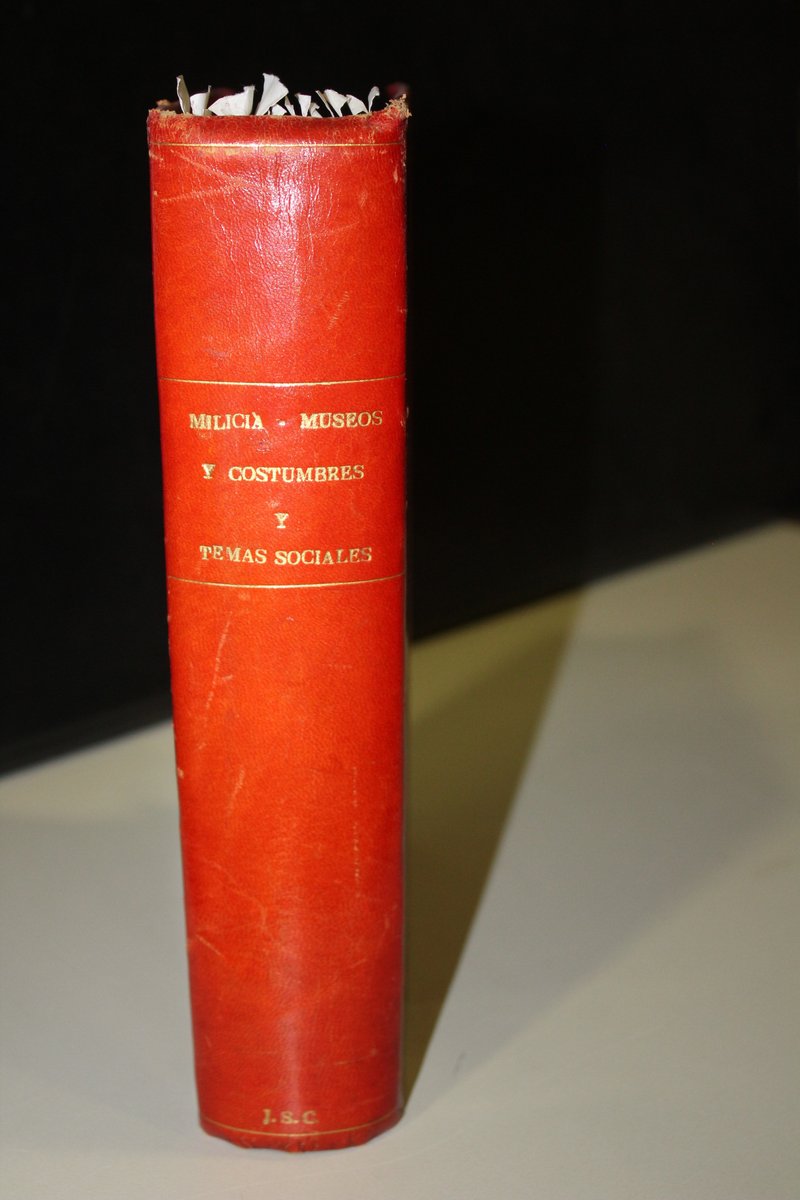 MILICIA - MUSEOS
Y COSTUMBRES
Y
TEMAS SOCIALES
J. S. C.